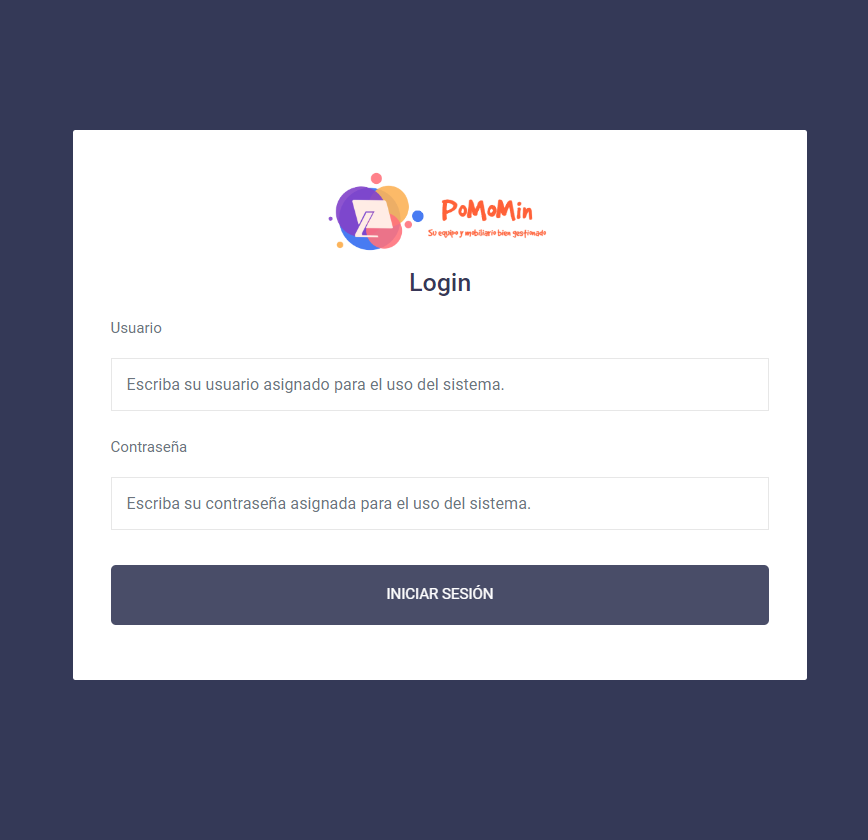 PoMoMin
Su equipo y mobiliario bien gestionado
Login
Usuario
Escriba su usuario asignado para el uso del sistema.
Contraseña
Escriba su contraseña asignada para el uso del sistema.
INICIAR SESIÓN